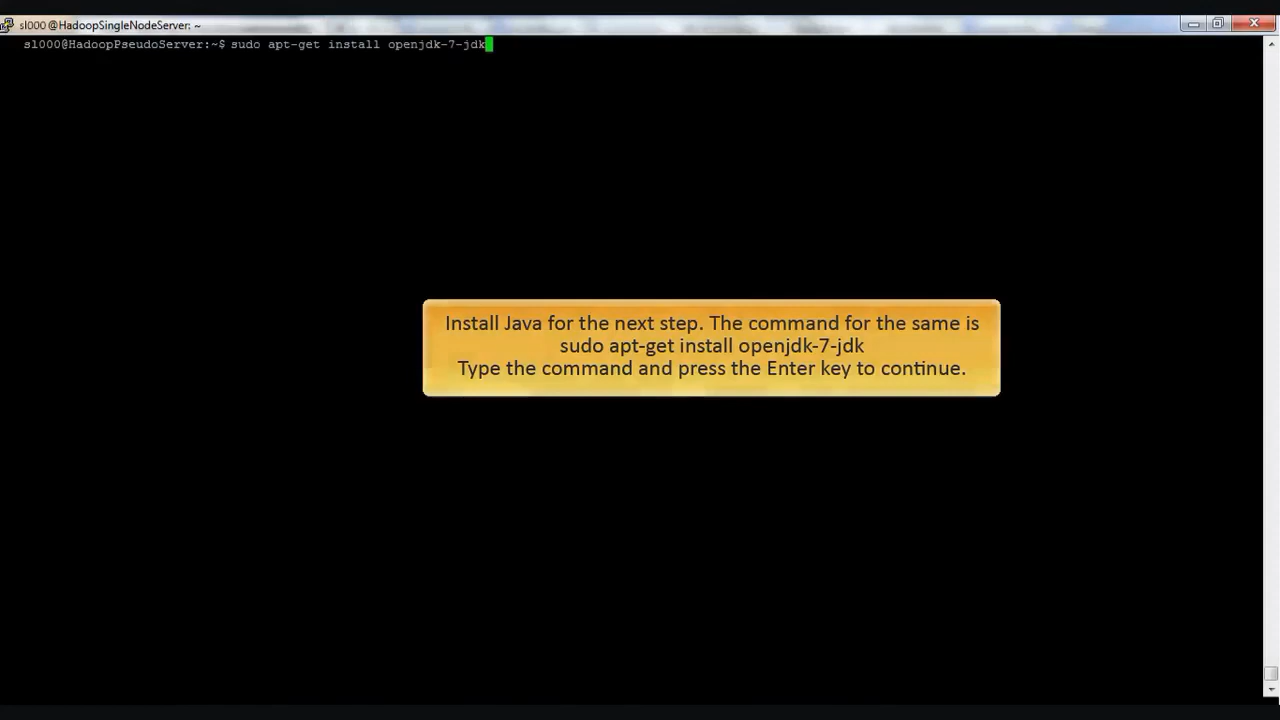 sl000@HadoopSingleNodeServer: ~
sl000@HadoopPseudoServer:~$ sudo apt-get install openjdk-7-jdk
Install Java for the next step. The command for the same is
sudo apt-get install openjdk-7-jdk
Type the command and press the Enter key to continue.